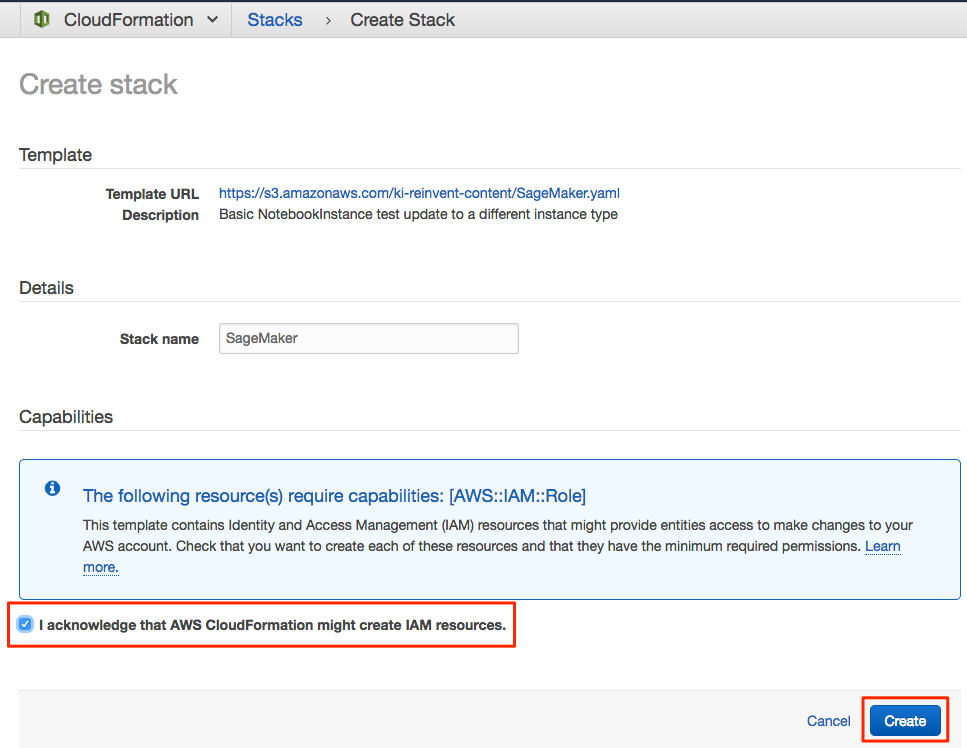 CloudFormation Stacks › Create Stack
Create stack
Template
Template URL https://s3.amazonaws.com/ki-reinvent-content/SageMaker.yaml
Description Basic NotebookInstance test update to a different instance type
Details
Stack name SageMaker
Capabilities
The following resource(s) require capabilities: [AWS::IAM::Role]
This template contains Identity and Access Management (IAM) resources that might provide entities access to make changes to your
AWS account. Check that you want to create each of these resources and that they have the minimum required permissions. Learn
more.
I acknowledge that AWS CloudFormation might create IAM resources.
Cancel Create